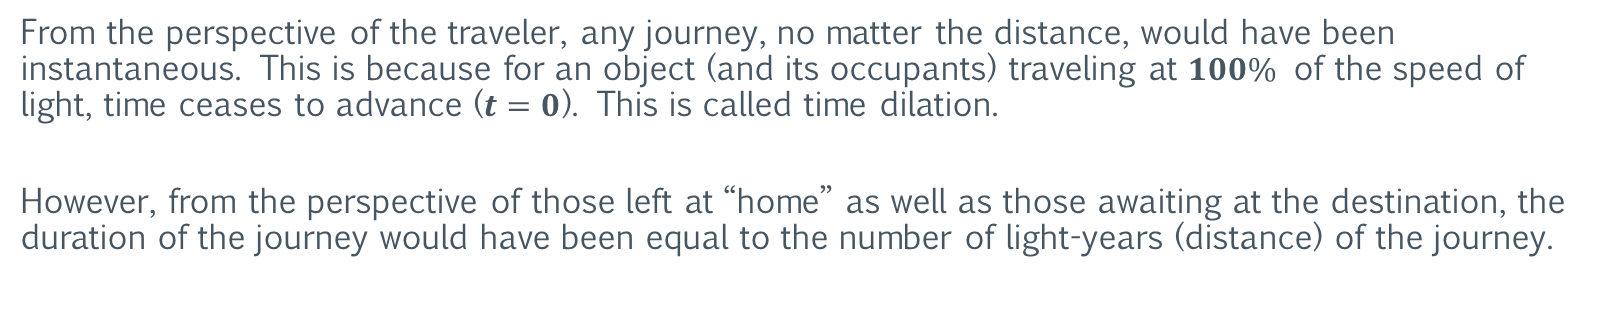 From the perspective of the traveler, any journey, no matter the distance, would have been
instantaneous.  This is because for an object (and its occupants) traveling at 100%  of the speed of
light, time ceases to advance (t = 0).  This is called time dilation.
However, from the perspective of those left at “home” as well as those awaiting at the destination, the
duration of the journey would have been equal to the number of light-years (distance) of the journey.